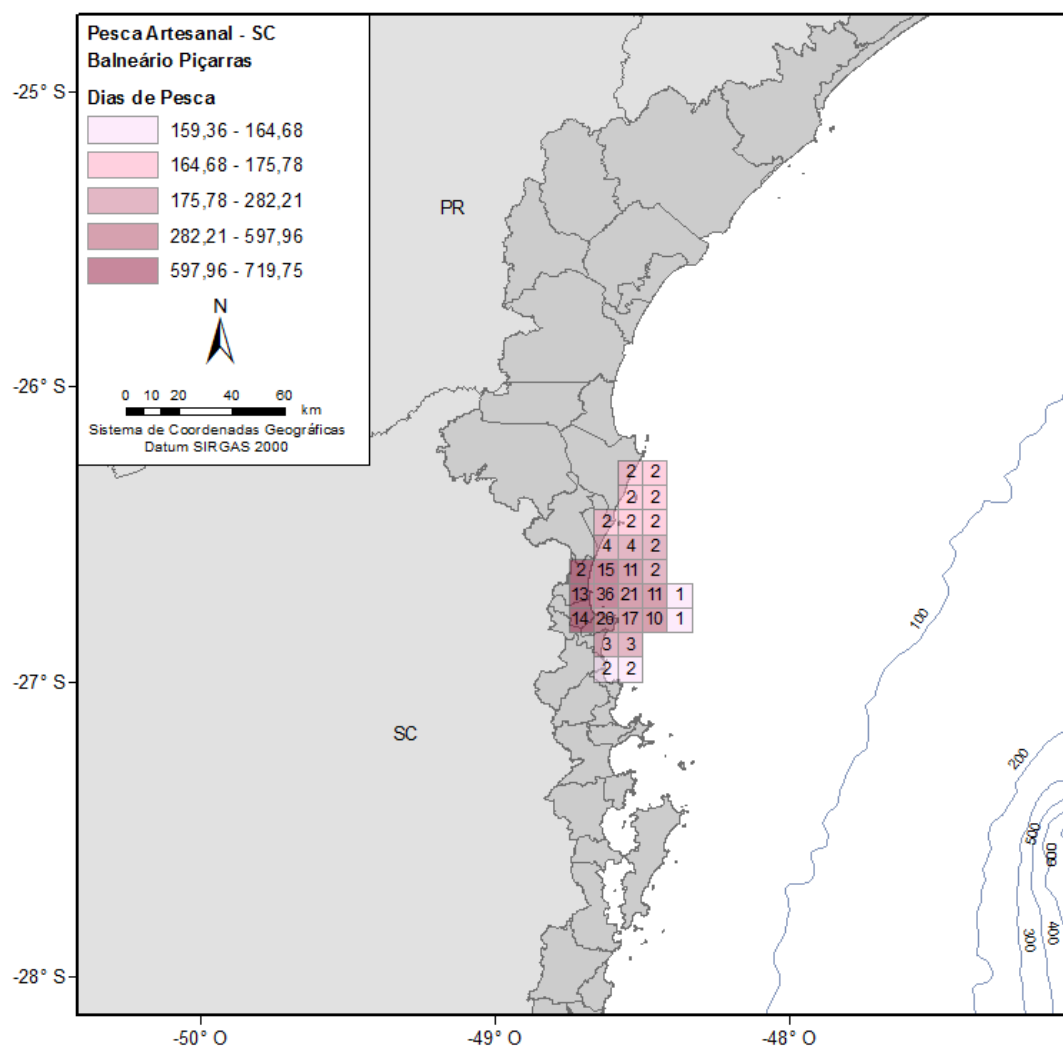 Pesca Artesanal - SC
Balneário Piçarras
Dias de Pesca
159,36 - 164,68
164,68 - 175,78
175,78 - 282,21
282,21 - 597,96
597,96 - 719,75
N
0 10 20 40 60
km
Sistema de Coordenadas Geográficas
Datum SIRGAS 2000
-25° S
PR
-26° S
2 2
2 2
2 2 2
4 4 2
2 15 11 2
13 36 21 11 1
14 26 17 10 1
3 3
2 2
100
-27° S
SC
200
500
600
400
300
-28° S
-50° O
-49° O
-48° O